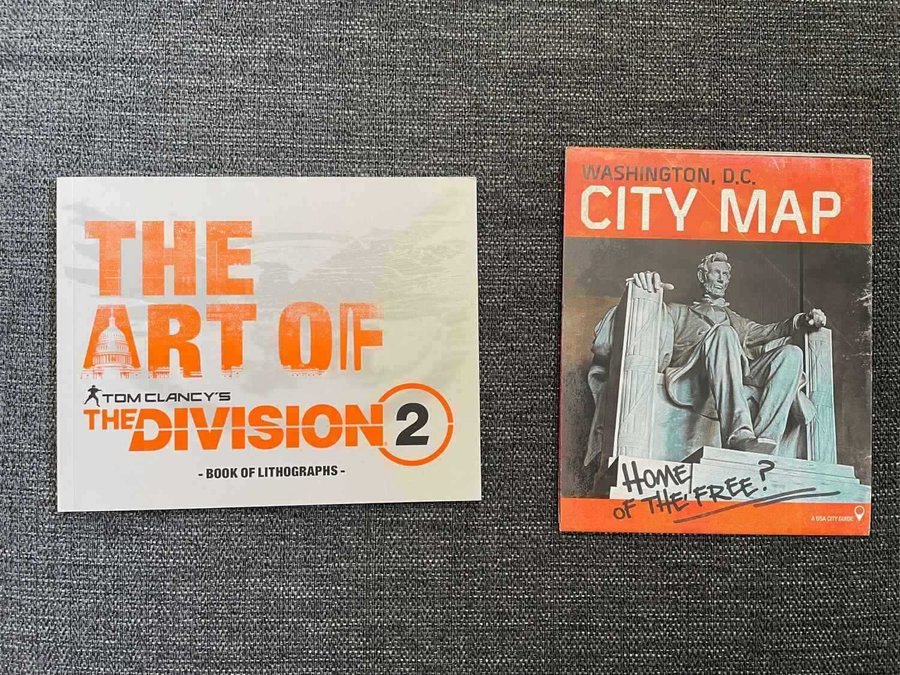 THE
ART OF
TOM CLANCY'S
THE DIVISION 2
- BOOK OF LITHOGRAPHS -
WASHINGTON, D.C.
CITY MAP
HOME
OF THE FREE?
A USA CITY GUIDE